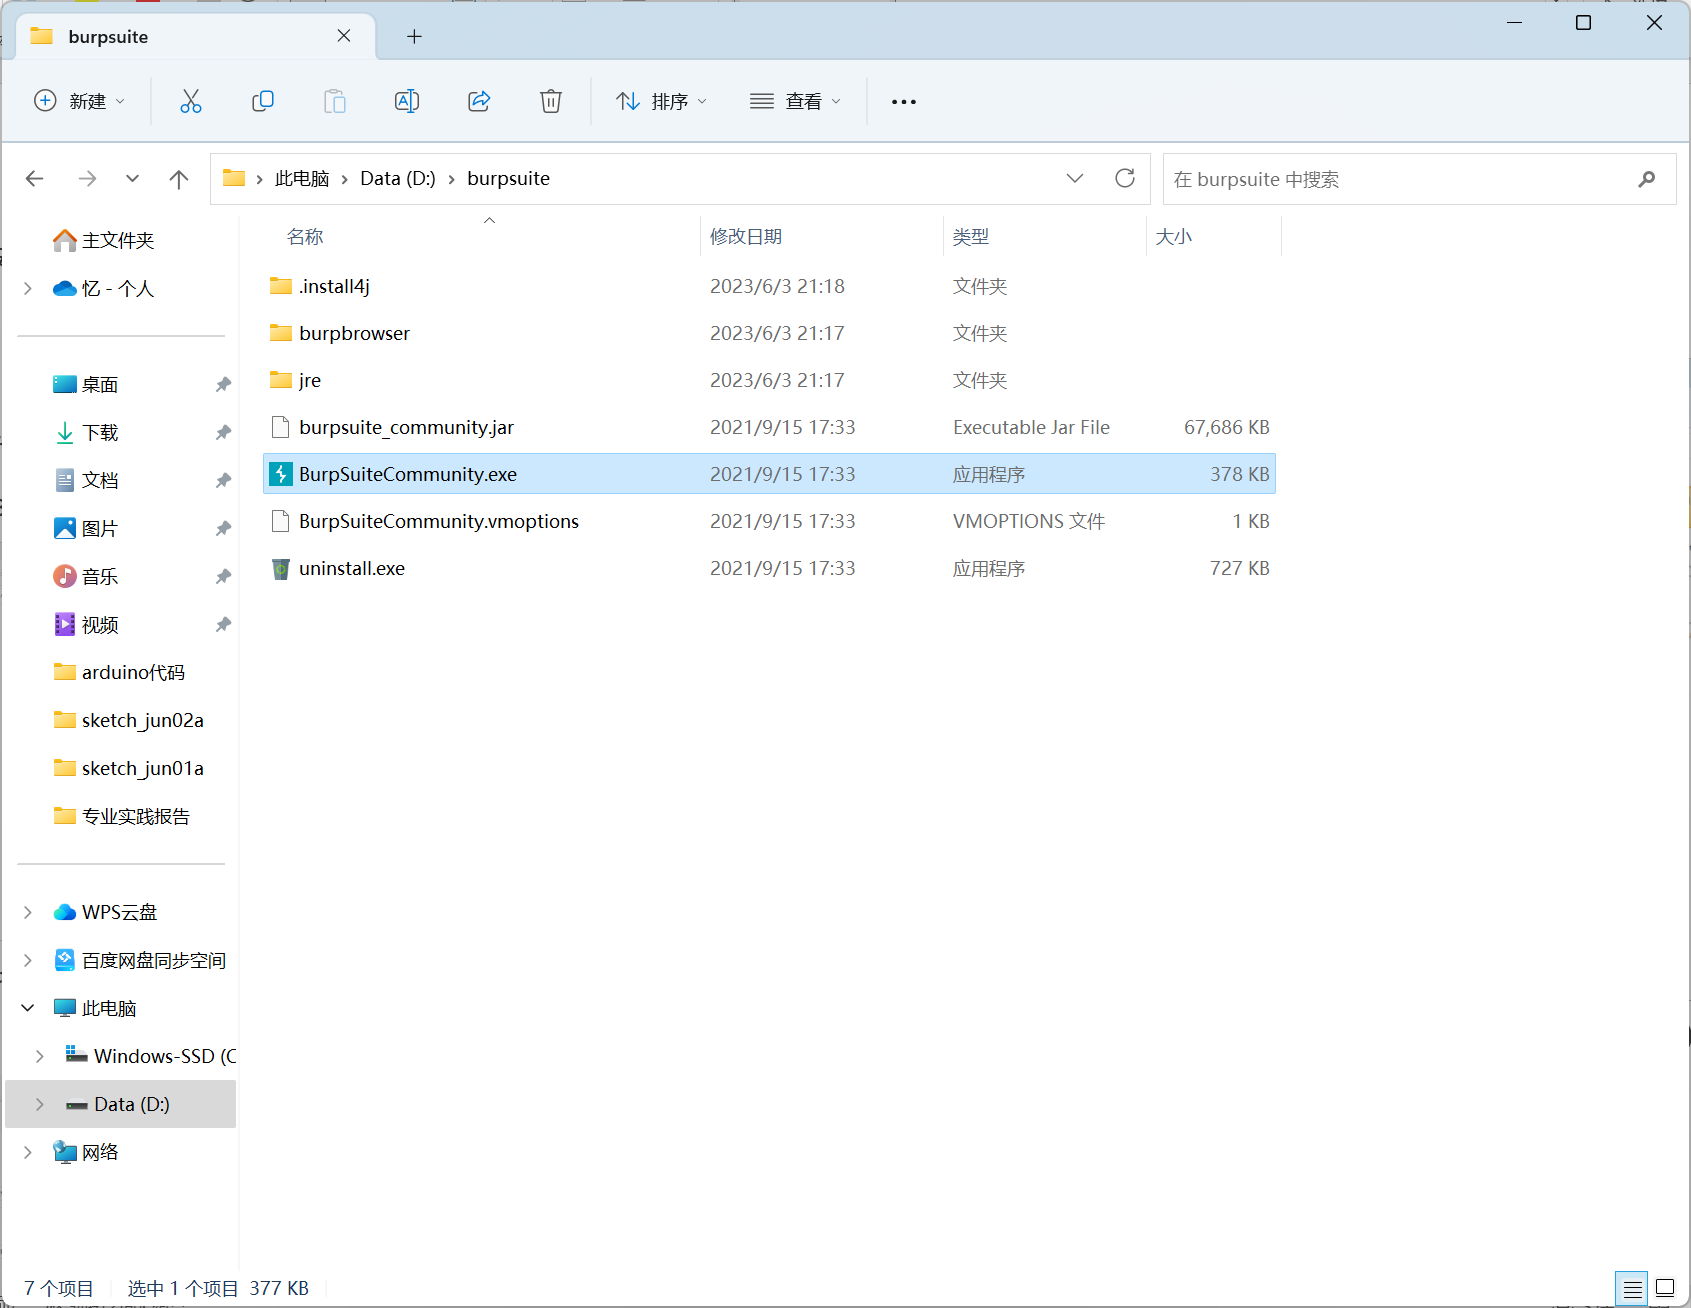 burpsuite
新建
排序
查看
此电脑 Data (D:) burpsuite
在 burpsuite 中搜索
名称 修改日期 类型 大小
.install4j 2023/6/3 21:18 文件夹
burpbrowser 2023/6/3 21:17 文件夹
jre 2023/6/3 21:17 文件夹
burpsuite_community.jar 2021/9/15 17:33 Executable Jar File 67,686 KB
BurpSuiteCommunity.exe 2021/9/15 17:33 应用程序 378 KB
BurpSuiteCommunity.vmoptions 2021/9/15 17:33 VMOPTIONS 文件 1 KB
uninstall.exe 2021/9/15 17:33 应用程序 727 KB
主文件夹
忆 - 个人
桌面
下载
文档
图片
音乐
视频
arduino代码
sketch_jun02a
sketch_jun01a
专业实践报告
WPS云盘
百度网盘同步空间
此电脑
Windows-SSD (C
Data (D:)
网络
7 个项目 选中 1 个项目 377 KB